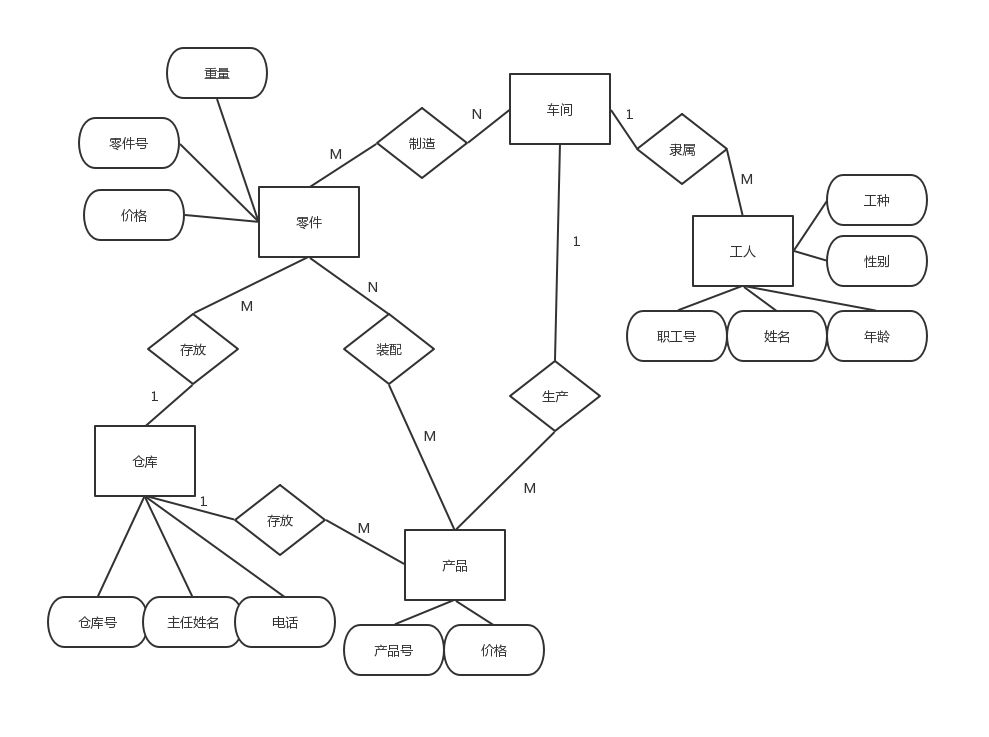 重量
车间
N
1
零件号
制造
隶属
M
M
工种
价格
零件
1
工人
性别
N
M
职工号
姓名
年龄
存放
装配
1
生产
M
仓库
M
1
存放
M
产品
仓库号
主任姓名
电话
产品号
价格